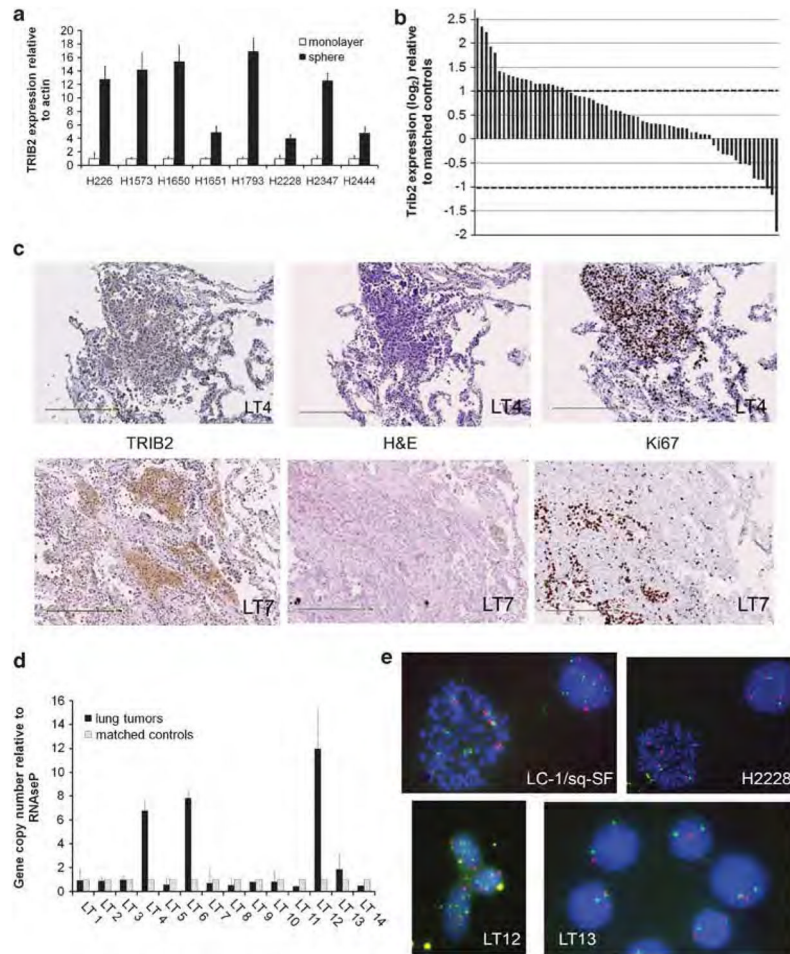 a
TRIB2 expression relative
to actin
20
18
16
14
12
10
8
6
4
2
0
monolayer
sphere
H226 H1573 H1650 H1651 H1793 H2228 H2347 H2444
b
Trib2 expression (log2) relative
to matched controls
2.5
2
1.5
1
0.5
0
-0.5
-1
-1.5
-2
c
LT4
LT4
LT4
TRIB2
H&E
Ki67
LT7
LT7
LT7
d
Gene copy number relative to
RNAseP
16
14
12
10
8
6
4
2
0
lung tumors
matched controls
LT 1
LT 2
LT 3
LT 4
LT 5
LT 6
LT 7
LT 8
LT 9
LT 10
LT 11
LT 12
LT 13
LT 14
e
LC-1/sq-SF
H2228
LT12
LT13